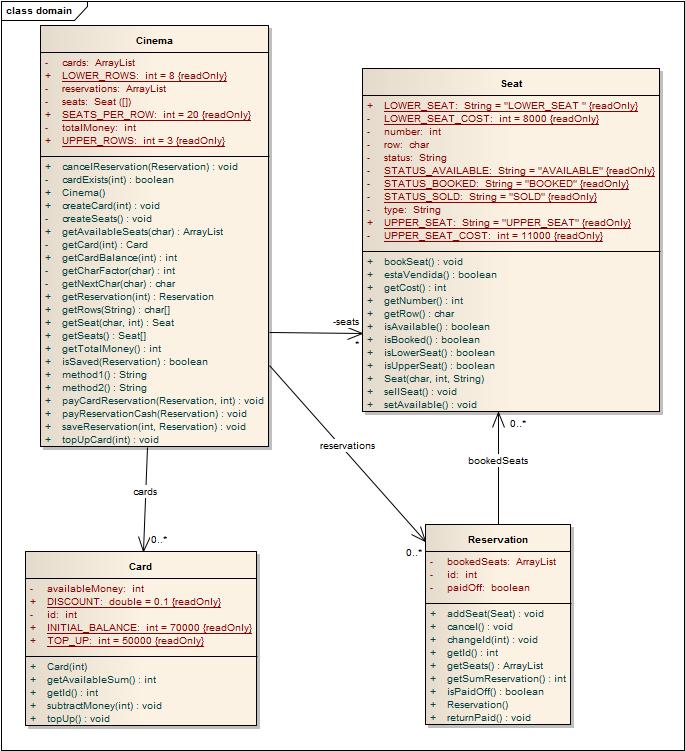 class domain
Cinema
- cards: ArrayList
+ LOWER_ROWS: int = 8 {readOnly}
- reservations: ArrayList
- seats: Seat ([])
+ SEATS_PER_ROW: int = 20 {readOnly}
- totalMoney: int
+ UPPER_ROWS: int = 3 {readOnly}
+ cancelReservation(Reservation) : void
- cardExists(int) : boolean
+ Cinema()
+ createCard(int) : void
- createSeats() : void
+ getAvailableSeats(char) : ArrayList
- getCard(int) : Card
+ getCardBalance(int) : int
- getCharFactor(char) : int
- getNextChar(char) : char
+ getReservation(int) : Reservation
+ getRows(String) : char[]
+ getSeat(char, int) : Seat
+ getSeats() : Seat[]
+ getTotalMoney() : int
+ isSaved(Reservation) : boolean
+ method1() : String
+ method2() : String
+ payCardReservation(Reservation, int) : void
+ payReservationCash(Reservation) : void
+ saveReservation(int, Reservation) : void
+ topUpCard(int) : void
Seat
+ LOWER_SEAT: String = "LOWER_SEAT " {readOnly}
- LOWER_SEAT_COST: int = 8000 {readOnly}
- number: int
- row: char
- status: String
- STATUS_AVAILABLE: String = "AVAILABLE" {readOnly}
- STATUS_BOOKED: String = "BOOKED" {readOnly}
- STATUS_SOLD: String = "SOLD" {readOnly}
- type: String
+ UPPER_SEAT: String = "UPPER_SEAT" {readOnly}
- UPPER_SEAT_COST: int = 11000 {readOnly}
+ bookSeat() : void
+ estaVendida() : boolean
+ getCost() : int
+ getNumber() : int
+ getRow() : char
+ isAvailable() : boolean
+ isBooked() : boolean
+ isLowerSeat() : boolean
+ isUpperSeat() : boolean
+ Seat(char, int, String)
+ sellSeat() : void
+ setAvailable() : void
-seats
*
reservations
0..*
bookedSeats
0..*
cards
0..*
Card
- availableMoney: int
+ DISCOUNT: double = 0.1 {readOnly}
- id: int
+ INITIAL_BALANCE: int = 70000 {readOnly}
+ TOP_UP: int = 50000 {readOnly}
+ Card(int)
+ getAvailableSum() : int
+ getId() : int
+ subtractMoney(int) : void
+ topUp() : void
Reservation
- bookedSeats: ArrayList
- id: int
- paidOff: boolean
+ addSeat(Seat) : void
+ cancel() : void
+ changeId(int) : void
+ getId() : int
+ getSeats() : ArrayList
+ getSumReservation() : int
+ isPaidOff() : boolean
+ Reservation()
+ returnPaid() : void